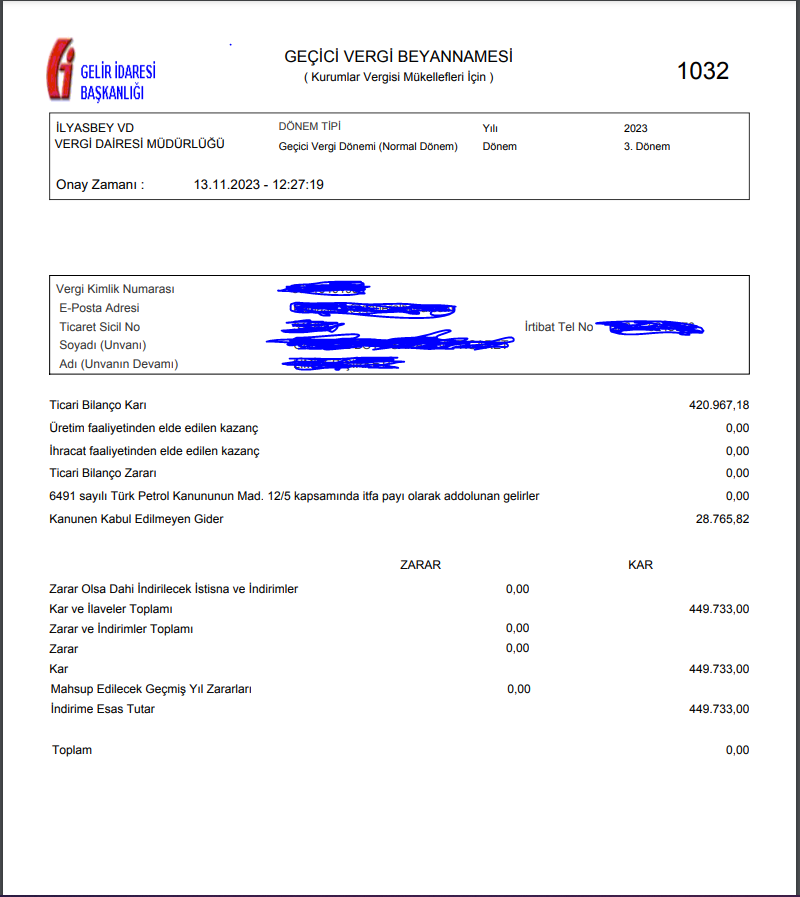 GELİR İDARESİ
BAŞKANLIĞI
GEÇİCİ VERGİ BEYANNAMESİ
( Kurumlar Vergisi Mükellefleri İçin )
1032
İLYASBEY VD
VERGİ DAİRESİ MÜDÜRLÜĞÜ
DÖNEM TİPİ
Geçici Vergi Dönemi (Normal Dönem)
Yılı 2023
Dönem 3. Dönem
Onay Zamanı : 13.11.2023 - 12:27:19
Vergi Kimlik Numarası
E-Posta Adresi
Ticaret Sicil No
İrtibat Tel No
Soyadı (Unvanı)
Adı (Unvanın Devamı)
Ticari Bilanço Karı 420.967,18
Üretim faaliyetinden elde edilen kazanç 0,00
İhracat faaliyetinden elde edilen kazanç 0,00
Ticari Bilanço Zararı 0,00
6491 sayılı Türk Petrol Kanununun Mad. 12/5 kapsamında itfa payı olarak addolunan gelirler 0,00
Kanunen Kabul Edilmeyen Gider 28.765,82
ZARAR KAR
Zarar Olsa Dahi İndirilecek İstisna ve İndirimler 0,00
Kar ve İlaveler Toplamı 449.733,00
Zarar ve İndirimler Toplamı 0,00
Zarar 0,00
Kar 449.733,00
Mahsup Edilecek Geçmiş Yıl Zararları 0,00
İndirime Esas Tutar 449.733,00
Toplam 0,00